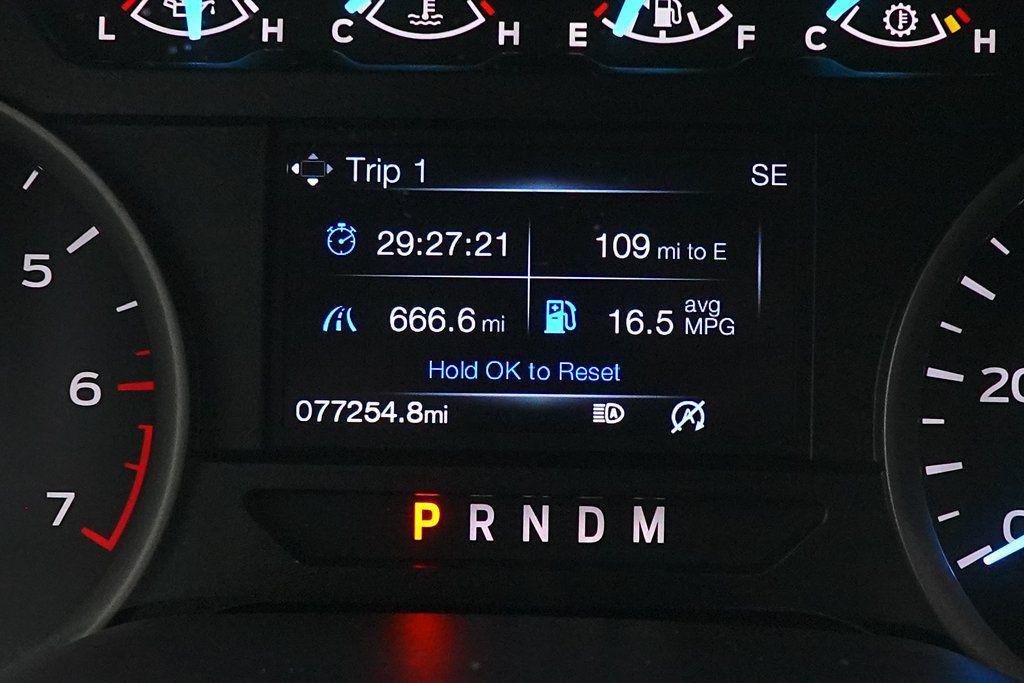 L H C H E F C H
Trip 1 SE
29:27:21 109 mi to E
666.6 mi 16.5 avg MPG
Hold OK to Reset
077254.8mi
P R N D M
5
6
7
20
0